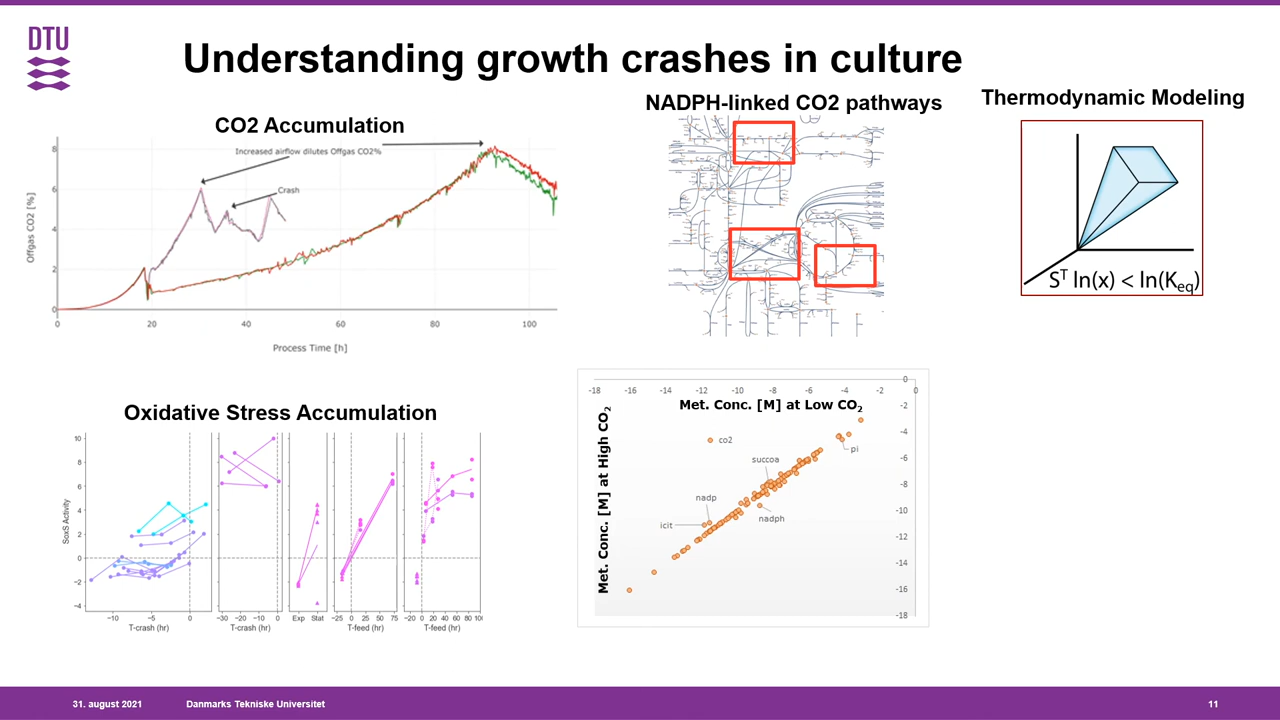 DTU
Understanding growth crashes in culture
CO2 Accumulation
Increased airflow dilutes Offgas CO2%
Crash
Offgas CO2 [%]
8
6
4
2
0
0 20 40 60 80 100
Process Time [h]
NADPH-linked CO2 pathways
Thermodynamic Modeling
S^T ln(x) < ln(K_eq)
Oxidative Stress Accumulation
SoxS Activity
10
8
6
4
2
0
−2
−4
−10 −5 0
T-crash (hr)
−30 −20 −10 0
T-crash (hr)
Exp Stat
−25 0 25 50 75
T-feed (hr)
−20 0 20 40 60 80 100
T-feed (hr)
-18 -16 -14 -12 -10 -8 -6 -4 -2 0
Met. Conc. [M] at Low CO₂
Met. Conc. [M] at High CO₂
0
-2
-4
-6
-8
-10
-12
-14
-16
-18
co2
pi
succoa
nadp
nadph
icit
31. august 2021 Danmarks Tekniske Universitet 11